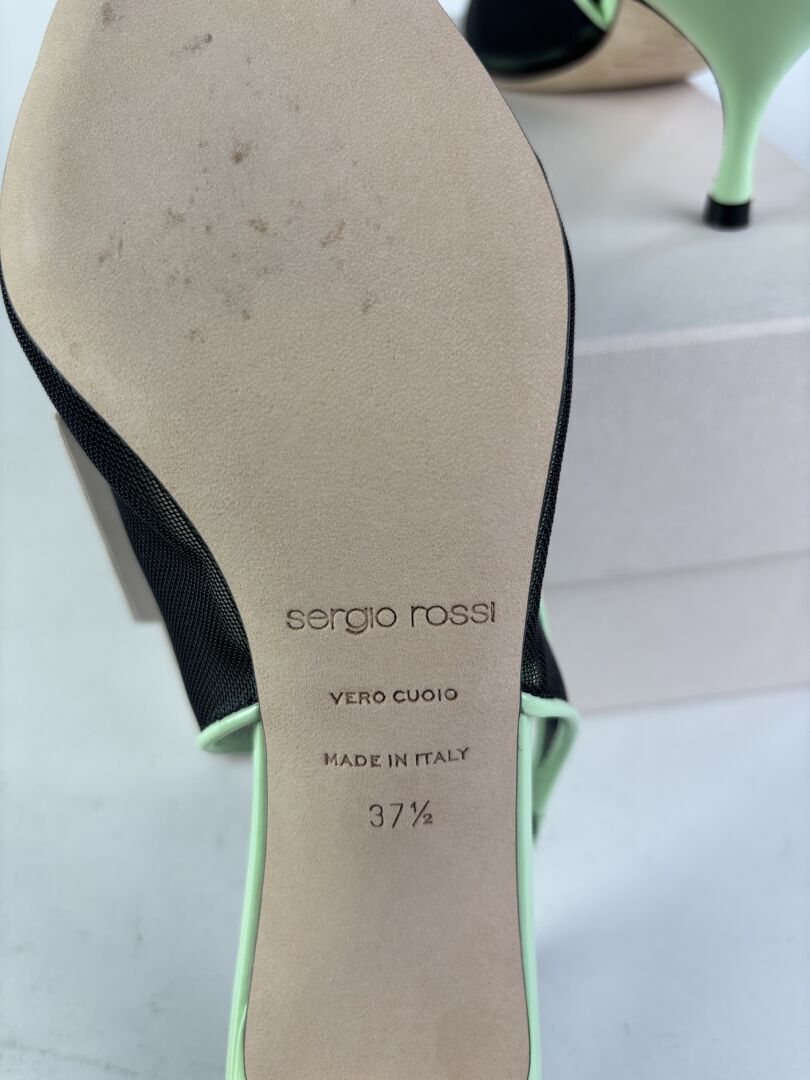 sergio rossi
VERO CUOIO
MADE IN ITALY
37½